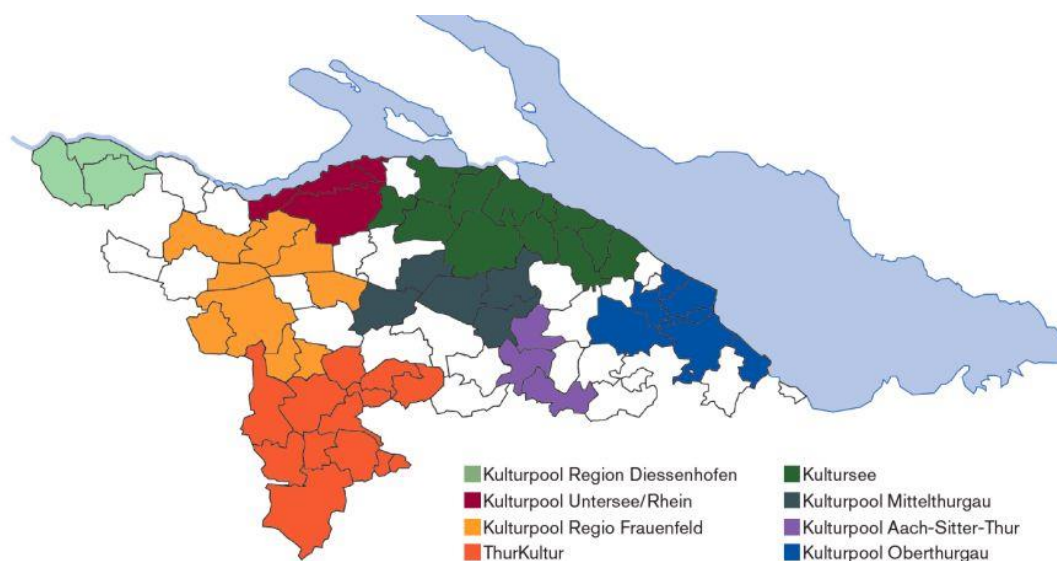 Kulturpool Region Diessenhofen
Kulturpool Untersee/Rhein
Kulturpool Regio Frauenfeld
ThurKultur
Kultursee
Kulturpool Mittelthurgau
Kulturpool Aach-Sitter-Thur
Kulturpool Oberthurgau